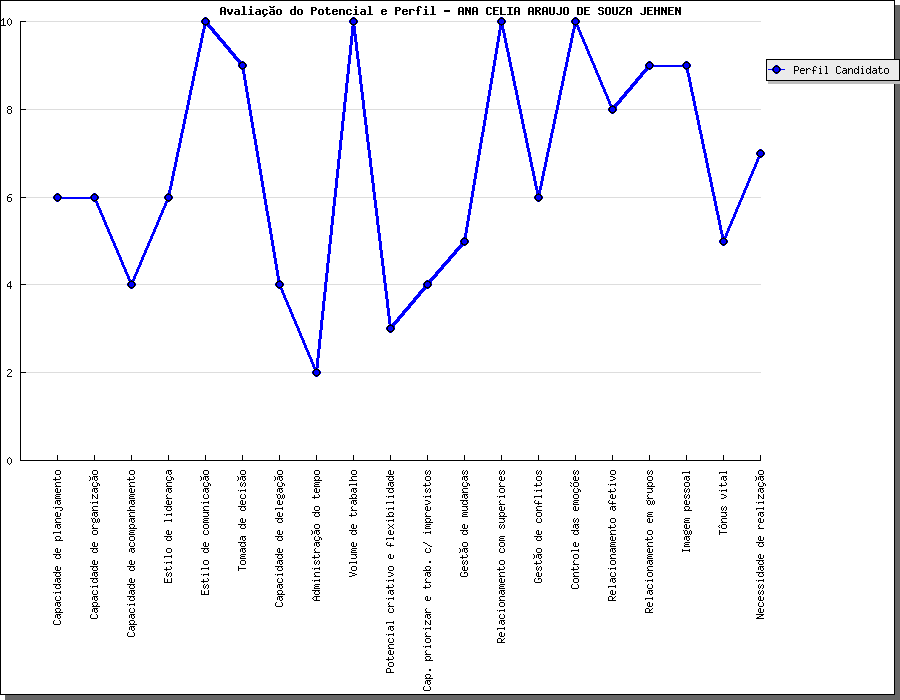 Avaliação do Potencial e Perfil - ANA CELIA ARAUJO DE SOUZA JEHNEN
10
8
6
4
2
0
Perfil Candidato
Capacidade de planejamento
Capacidade de organização
Capacidade de acompanhamento
Estilo de liderança
Estilo de comunicação
Tomada de decisão
Capacidade de delegação
Administração do tempo
Volume de trabalho
Potencial criativo e flexibilidade
Cap. priorizar e trab. c/ imprevistos
Gestão de mudanças
Relacionamento com superiores
Gestão de conflitos
Controle das emoções
Relacionamento afetivo
Relacionamento em grupos
Imagem pessoal
Tônus vital
Necessidade de realização